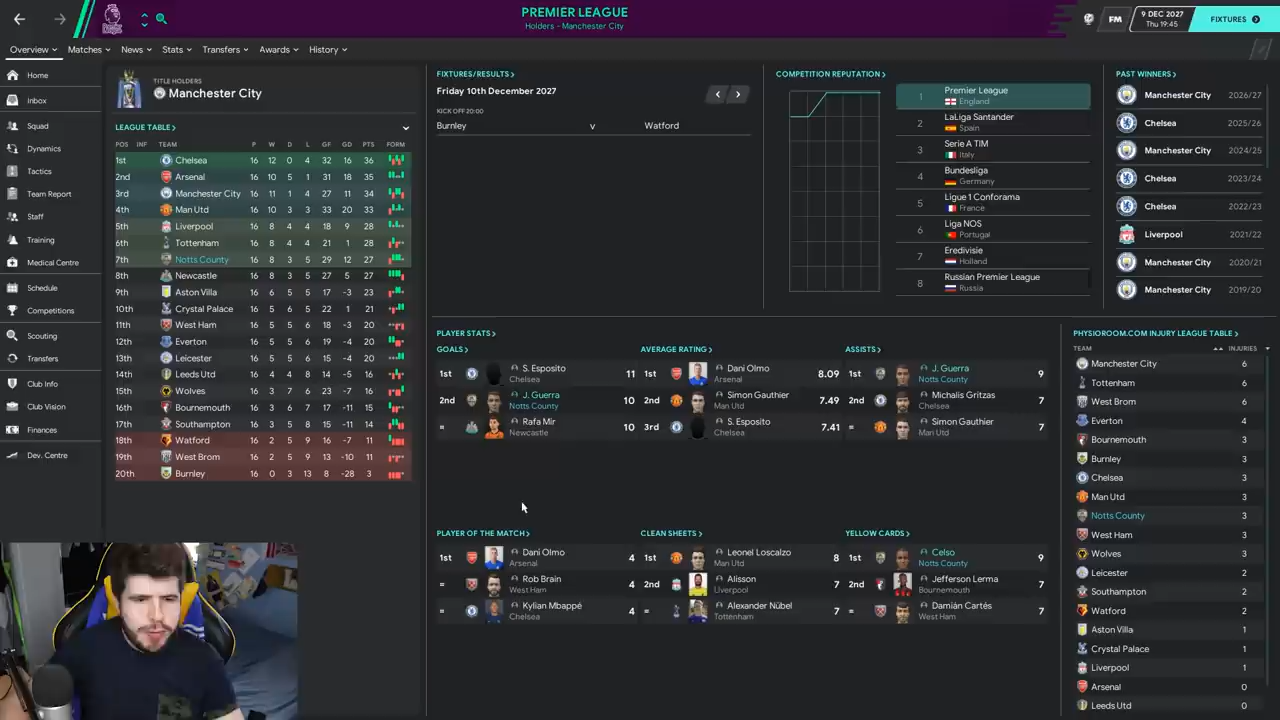 PREMIER LEAGUE
Holders - Manchester City
FM
9 DEC 2027
Thu 19:45
FIXTURES
Overview
Matches
News
Stats
Transfers
Awards
History
Home
Inbox
Squad
Dynamics
Tactics
Team Report
Staff
Training
Medical Centre
Schedule
Competitions
Scouting
Transfers
Club Info
Club Vision
Finances
Dev. Centre
TITLE HOLDERS
Manchester City
LEAGUE TABLE
POS INF TEAM P W D L GF GD PTS FORM
1st Chelsea 16 12 0 4 32 16 36
2nd Arsenal 16 10 5 1 31 18 35
3rd Manchester City 16 11 1 4 27 11 34
4th Man Utd 16 10 3 3 33 20 33
5th Liverpool 16 8 4 4 18 9 28
6th Tottenham 16 8 4 4 21 1 28
7th Notts County 16 8 3 5 29 12 27
8th Newcastle 16 8 3 5 27 5 27
9th Aston Villa 16 6 5 5 17 -3 23
10th Crystal Palace 16 5 6 5 22 1 21
11th West Ham 16 5 5 6 18 -3 20
12th Everton 16 5 5 6 19 -4 20
13th Leicester 16 5 5 6 15 -4 20
14th Leeds Utd 16 4 4 8 14 -5 16
15th Wolves 16 3 7 6 23 -7 16
16th Bournemouth 16 3 6 7 17 -11 15
17th Southampton 16 3 5 8 15 -11 14
18th Watford 16 2 5 9 16 -7 11
19th West Brom 16 2 5 9 13 -10 11
20th Burnley 16 0 3 13 8 -28 3
FIXTURES/RESULTS
Friday 10th December 2027
KICK OFF 20:00
Burnley v Watford
COMPETITION REPUTATION
1 Premier League
England
2 LaLiga Santander
Spain
3 Serie A TIM
Italy
4 Bundesliga
Germany
5 Ligue 1 Conforama
France
6 Liga NOS
Portugal
7 Eredivisie
Holland
8 Russian Premier League
Russia
PAST WINNERS
Manchester City 2026/27
Chelsea 2025/26
Manchester City 2024/25
Chelsea 2023/24
Chelsea 2022/23
Liverpool 2021/22
Manchester City 2020/21
Manchester City 2019/20
PLAYER STATS
GOALS
1st S. Esposito 11
Chelsea
2nd J. Guerra 10
Notts County
= Rafa Mir 10
Newcastle
AVERAGE RATING
1st Dani Olmo 8.09
Arsenal
2nd Simon Gauthier 7.49
Man Utd
3rd S. Esposito 7.41
Chelsea
ASSISTS
1st J. Guerra 9
Notts County
2nd Michalis Gritzas 7
Chelsea
= Simon Gauthier 7
Man Utd
PLAYER OF THE MATCH
1st Dani Olmo 4
Arsenal
= Rob Brain 4
West Ham
= Kylian Mbappé 4
Chelsea
CLEAN SHEETS
1st Leonel Loscalzo 8
Man Utd
2nd Alisson 7
Liverpool
= Alexander Nübel 7
Tottenham
YELLOW CARDS
1st Celso 9
Notts County
2nd Jefferson Lerma 7
Bournemouth
= Damián Cartés 7
West Ham
PHYSIOROOM.COM INJURY LEAGUE TABLE
TEAM INJURIES
Manchester City 6
Tottenham 6
West Brom 6
Everton 4
Bournemouth 3
Burnley 3
Chelsea 3
Man Utd 3
Notts County 3
West Ham 3
Wolves 3
Leicester 2
Southampton 2
Watford 2
Aston Villa 1
Crystal Palace 1
Liverpool 1
Arsenal 0
Leeds Utd 0